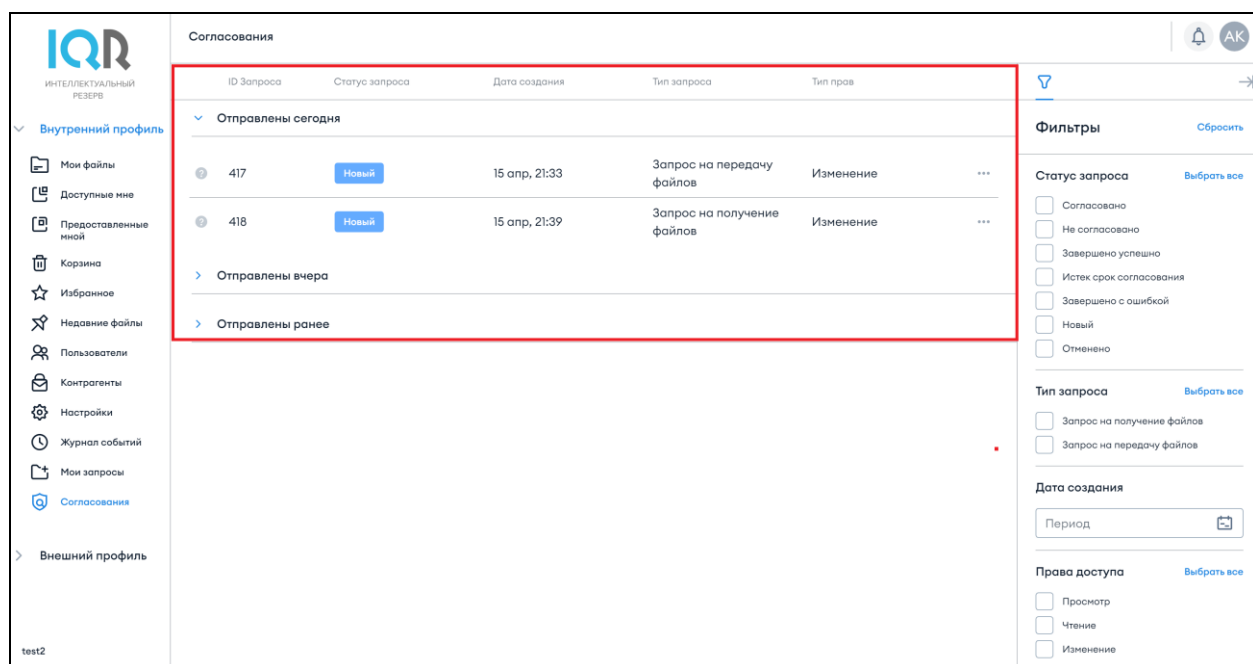 IQR
ИНТЕЛЛЕКТУАЛЬНЫЙ
РЕЗЕРВ
Внутренний профиль
Мои файлы
Доступные мне
Предоставленные
мной
Корзина
Избранное
Недавние файлы
Пользователи
Контрагенты
Настройки
Журнал событий
Мои запросы
Согласования
Внешний профиль
test2
Согласования
AK
ID Запроса Статус запроса Дата создания Тип запроса Тип прав
Отправлены сегодня
417 Новый 15 апр, 21:33 Запрос на передачу
файлов Изменение
418 Новый 15 апр, 21:39 Запрос на получение
файлов Изменение
Отправлены вчера
Отправлены ранее
Фильтры Сбросить
Статус запроса Выбрать все
Согласовано
Не согласовано
Завершено успешно
Истек срок согласования
Завершено с ошибкой
Новый
Отменено
Тип запроса Выбрать все
Запрос на получение файлов
Запрос на передачу файлов
Дата создания
Период
Права доступа Выбрать все
Просмотр
Чтение
Изменение